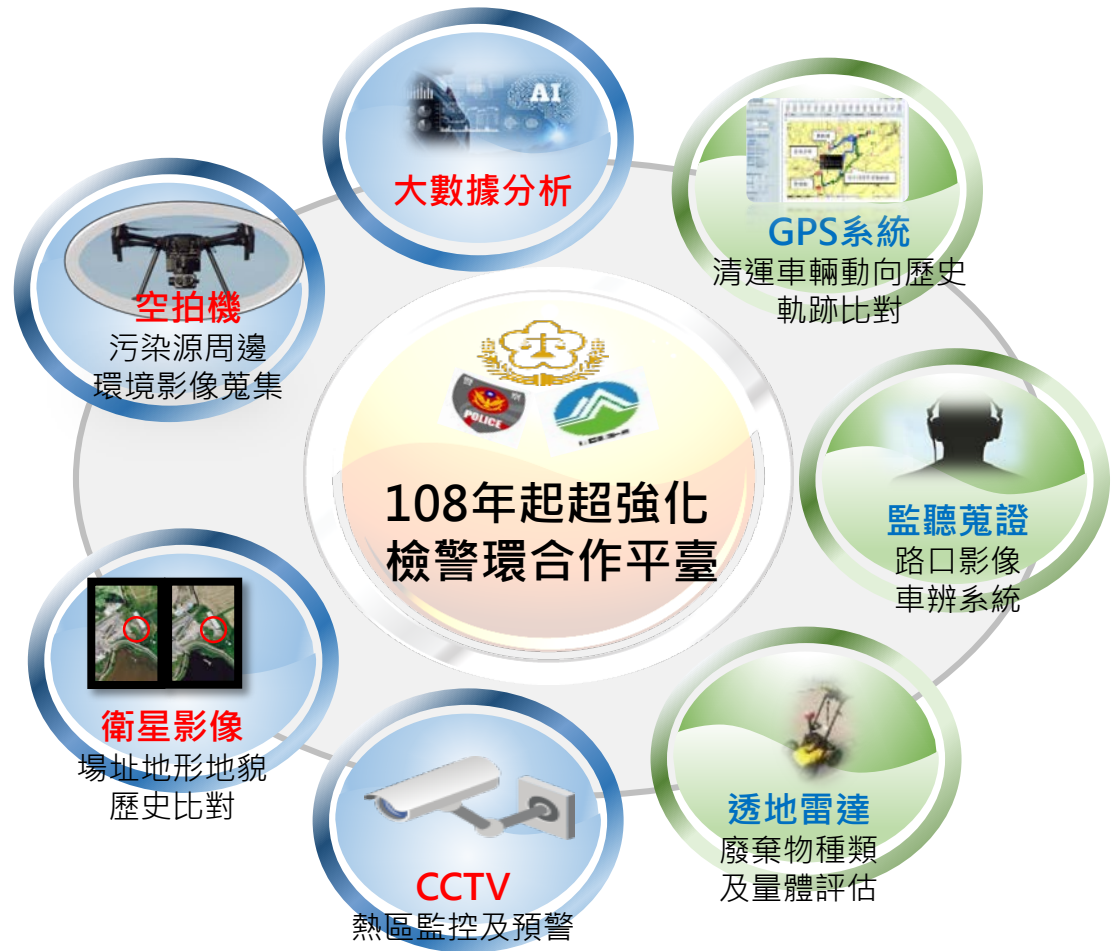 AI
大數據分析
GPS系統
清運車輛動向歷史
軌跡比對
空拍機
污染源周邊
環境影像蒐集
POLICE
108年起超強化
檢警環合作平臺
監聽蒐證
路口影像
車辨系統
衛星影像
場址地形地貌
歷史比對
透地雷達
廢棄物種類
及量體評估
CCTV
熱區監控及預警